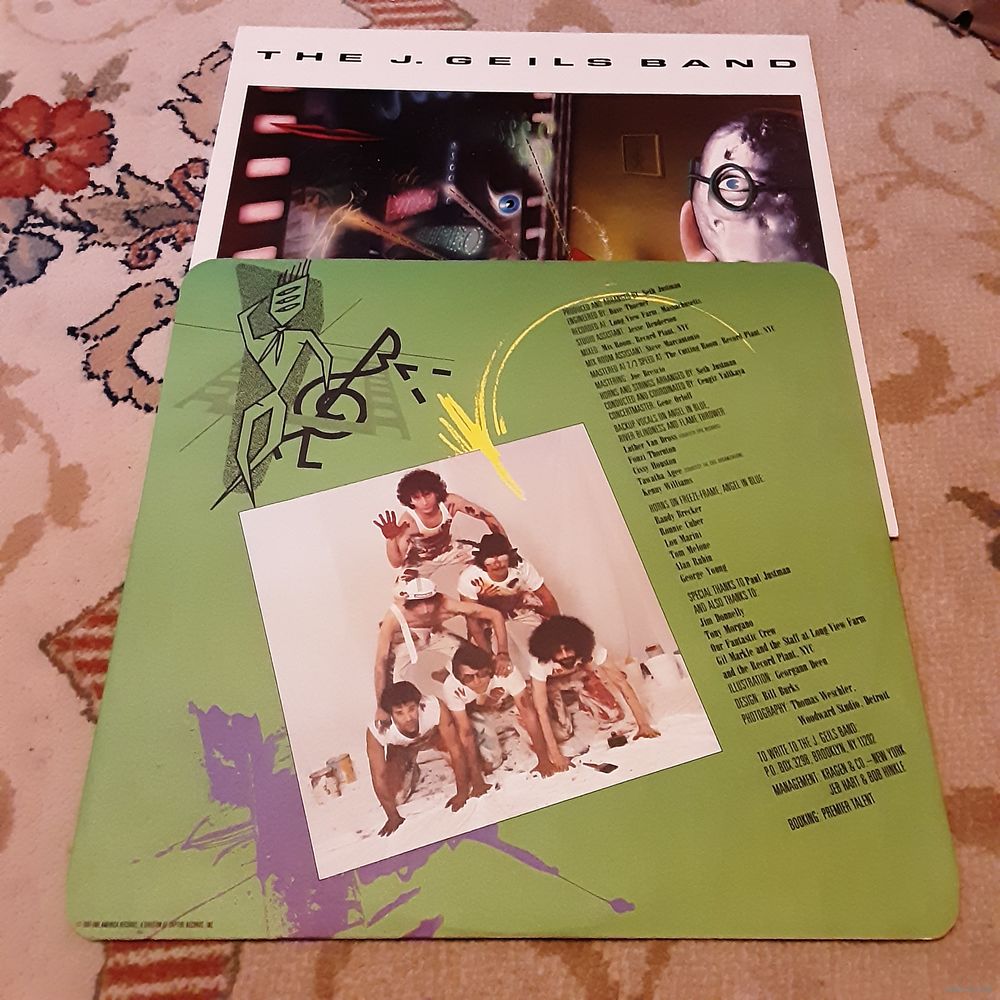 THE J. GEILS BAND
PRODUCED AND ARRANGED BY: Seth Justman
ENGINEERED BY: Dave Thoener
RECORDED AT: Long View Farm, Massachusetts
STUDIO ASSISTANT: Jesse Henderson
MIXED: Mix Room, Record Plant, NYC
MIX ROOM ASSISTANT: Steve Marcantonio
MASTERED AT 2/3 SPEED AT: The Cutting Room, Record Plant, NYC
MASTERING: Joe Brescio
HORNS AND STRINGS ARRANGED BY: Seth Justman
CONDUCTED AND COORDINATED BY: Cengiz Yaltkaya
CONCERTMASTER: Gene Orloff
BACKUP VOCALS ON ANGEL IN BLUE,
RIVER BLINDNESS AND FLAME THROWER
Luther Van Dross
Fonzi Thornton
Cissy Houston
Tawatha Agee
Kenny Williams
HORNS ON FREEZE-FRAME, ANGEL IN BLUE
Randy Brecker
Ronnie Cuber
Lou Marini
Tom Melone
Alan Rubin
George Young
SPECIAL THANKS TO Paul Justman
AND ALSO THANKS TO:
Jim Donnelly
Tony Morgano
Our Fantastic Crew
Gil Markle and the Staff at Long View Farm
and the Record Plant, NYC
ILLUSTRATION: Georgann Deen
DESIGN: Bill Burks
PHOTOGRAPHY: Thomas Weschler,
Woodward Studio, Detroit
TO WRITE TO THE J. GEILS BAND:
P.O. BOX 3298, BROOKLYN, NY 11202
MANAGEMENT: KRAGEN & CO.—NEW YORK
JEB HART & BOB HINKLE
BOOKING: PREMIER TALENT